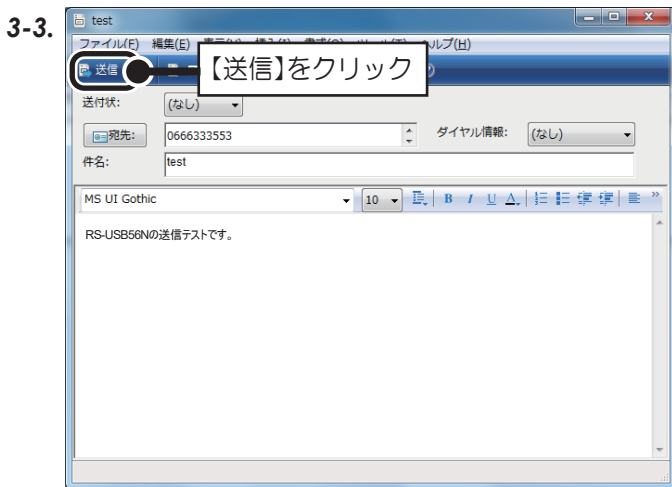 3-3.
test
ファイル(F) 編集(E) ルプ(H)
送信
【送信】をクリック
送付状: (なし)
宛先: 0666333553 ダイヤル情報: (なし)
件名: test
MS UI Gothic 10 B I U A
RS-USB56Nの送信テストです。